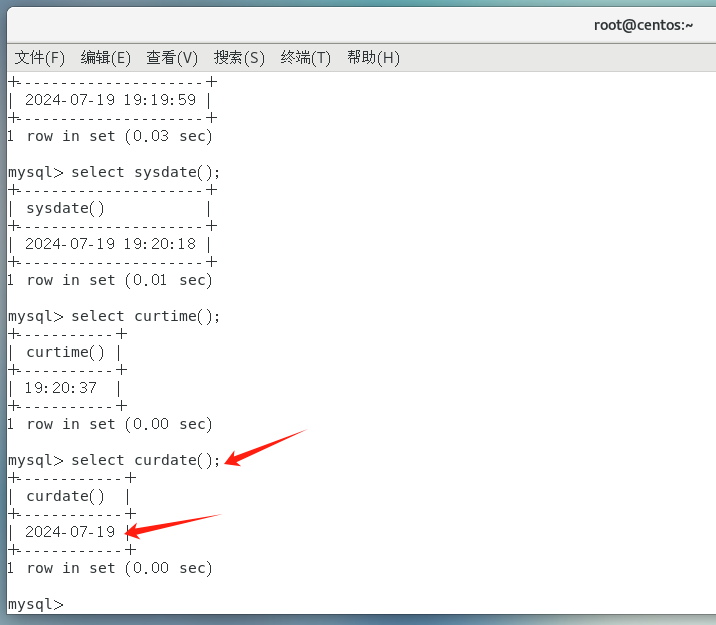 root@centos:~
文件(F) 编辑(E) 查看(V) 搜索(S) 终端(T) 帮助(H)
+---------------------+
| 2024-07-19 19:19:59 |
+---------------------+
1 row in set (0.03 sec)
mysql> select sysdate();
+---------------------+
| sysdate()           |
+---------------------+
| 2024-07-19 19:20:18 |
+---------------------+
1 row in set (0.01 sec)
mysql> select curtime();
+-----------+
| curtime() |
+-----------+
| 19:20:37  |
+-----------+
1 row in set (0.00 sec)
mysql> select curdate();
+------------+
| curdate()  |
+------------+
| 2024-07-19 |
+------------+
1 row in set (0.00 sec)
mysql>